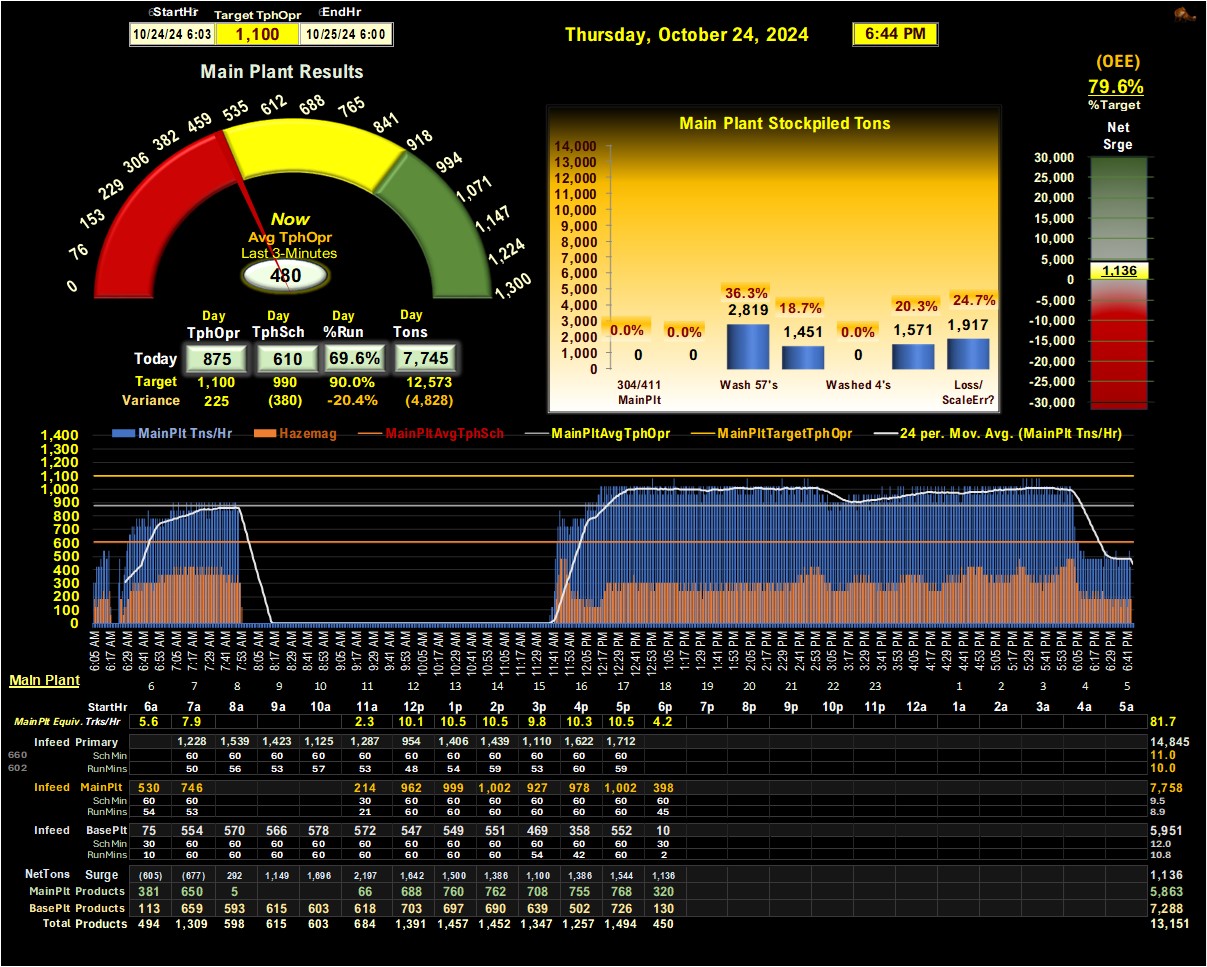 StartHr Target TphOpr EndHr
10/24/24 6:03 1,100 10/25/24 6:00
Thursday, October 24, 2024 6:44 PM
(OEE)
79.6%
%Target
Net
Srge
30,000
25,000
20,000
15,000
10,000
5,000
1,136
0
-5,000
-10,000
-15,000
-20,000
-25,000
-30,000
Main Plant Results
0 76 153 229 306 382 459 535 612 688 765 841 918 994 1,071 1,147 1,224 1,300
Now
Avg TphOpr
Last 3-Minutes
480
Day Day Day Day
TphOpr TphSch %Run Tons
Today 875 610 69.6% 7,745
Target 1,100 990 90.0% 12,573
Variance 225 (380) -20.4% (4,828)
Main Plant Stockpiled Tons
14,000
13,000
12,000
11,000
10,000
9,000
8,000
7,000
6,000
5,000
4,000
3,000
2,000
1,000
0
0.0% 0.0% 36.3% 18.7% 0.0% 20.3% 24.7%
0 0 2,819 1,451 0 1,571 1,917
304/411 Wash 57's Washed 4's Loss/
MainPlt ScaleErr?
MainPlt Tns/Hr Hazemag MainPltAvgTphSch MainPltAvgTphOpr MainPltTargetTphOpr 24 per. Mov. Avg. (MainPlt Tns/Hr)
1,400
1,300
1,200
1,100
1,000
900
800
700
600
500
400
300
200
100
0
6:05 AM 6:17 AM 6:29 AM 6:41 AM 6:53 AM 7:05 AM 7:17 AM 7:29 AM 7:41 AM 7:53 AM 8:05 AM 8:17 AM 8:29 AM 8:41 AM 8:53 AM 9:05 AM 9:17 AM 9:29 AM 9:41 AM 9:53 AM 10:05 AM 10:17 AM 10:29 AM 10:41 AM 10:53 AM 11:05 AM 11:17 AM 11:29 AM 11:41 AM 11:53 AM 12:05 PM 12:17 PM 12:29 PM 12:41 PM 12:53 PM 1:05 PM 1:17 PM 1:29 PM 1:41 PM 1:53 PM 2:05 PM 2:17 PM 2:29 PM 2:41 PM 2:53 PM 3:05 PM 3:17 PM 3:29 PM 3:41 PM 3:53 PM 4:05 PM 4:17 PM 4:29 PM 4:41 PM 4:53 PM 5:05 PM 5:17 PM 5:29 PM 5:41 PM 5:53 PM 6:05 PM 6:17 PM 6:29 PM 6:41 PM
Main Plant
6 7 8 9 10 11 12 13 14 15 16 17 18 19 20 21 22 23 1 2 3 4 5
StartHr 6a 7a 8a 9a 10a 11a 12p 1p 2p 3p 4p 5p 6p 7p 8p 9p 10p 11p 12a 1a 2a 3a 4a 5a
MainPlt Equiv. Trks/Hr 5.6 7.9 2.3 10.1 10.5 10.5 9.8 10.3 10.5 4.2 81.7
Infeed Primary 1,228 1,539 1,423 1,125 1,287 954 1,406 1,439 1,110 1,622 1,712 14,845
660 SchMin 60 60 60 60 60 60 60 60 60 60 60 11.0
602 RunMins 50 56 53 57 53 48 54 59 53 60 59 10.0
Infeed MainPlt 530 746 214 962 999 1,002 927 978 1,002 398 7,758
SchMin 60 60 30 60 60 60 60 60 60 60 9.5
RunMins 54 53 21 60 60 60 60 60 60 45 8.9
Infeed BasePlt 75 554 570 566 578 572 547 549 551 469 358 552 10 5,951
SchMin 30 60 60 60 60 60 60 60 60 60 60 60 30 12.0
RunMins 10 60 60 60 60 60 60 60 60 54 42 60 2 10.8
NetTons Surge (605) (677) 292 1,149 1,696 2,197 1,642 1,500 1,386 1,100 1,386 1,544 1,136 1,136
MainPlt Products 381 650 5 66 688 760 762 708 755 768 320 5,863
BasePlt Products 113 659 593 615 603 618 703 697 690 639 502 726 130 7,288
Total Products 494 1,309 598 615 603 684 1,391 1,457 1,452 1,347 1,257 1,494 450 13,151